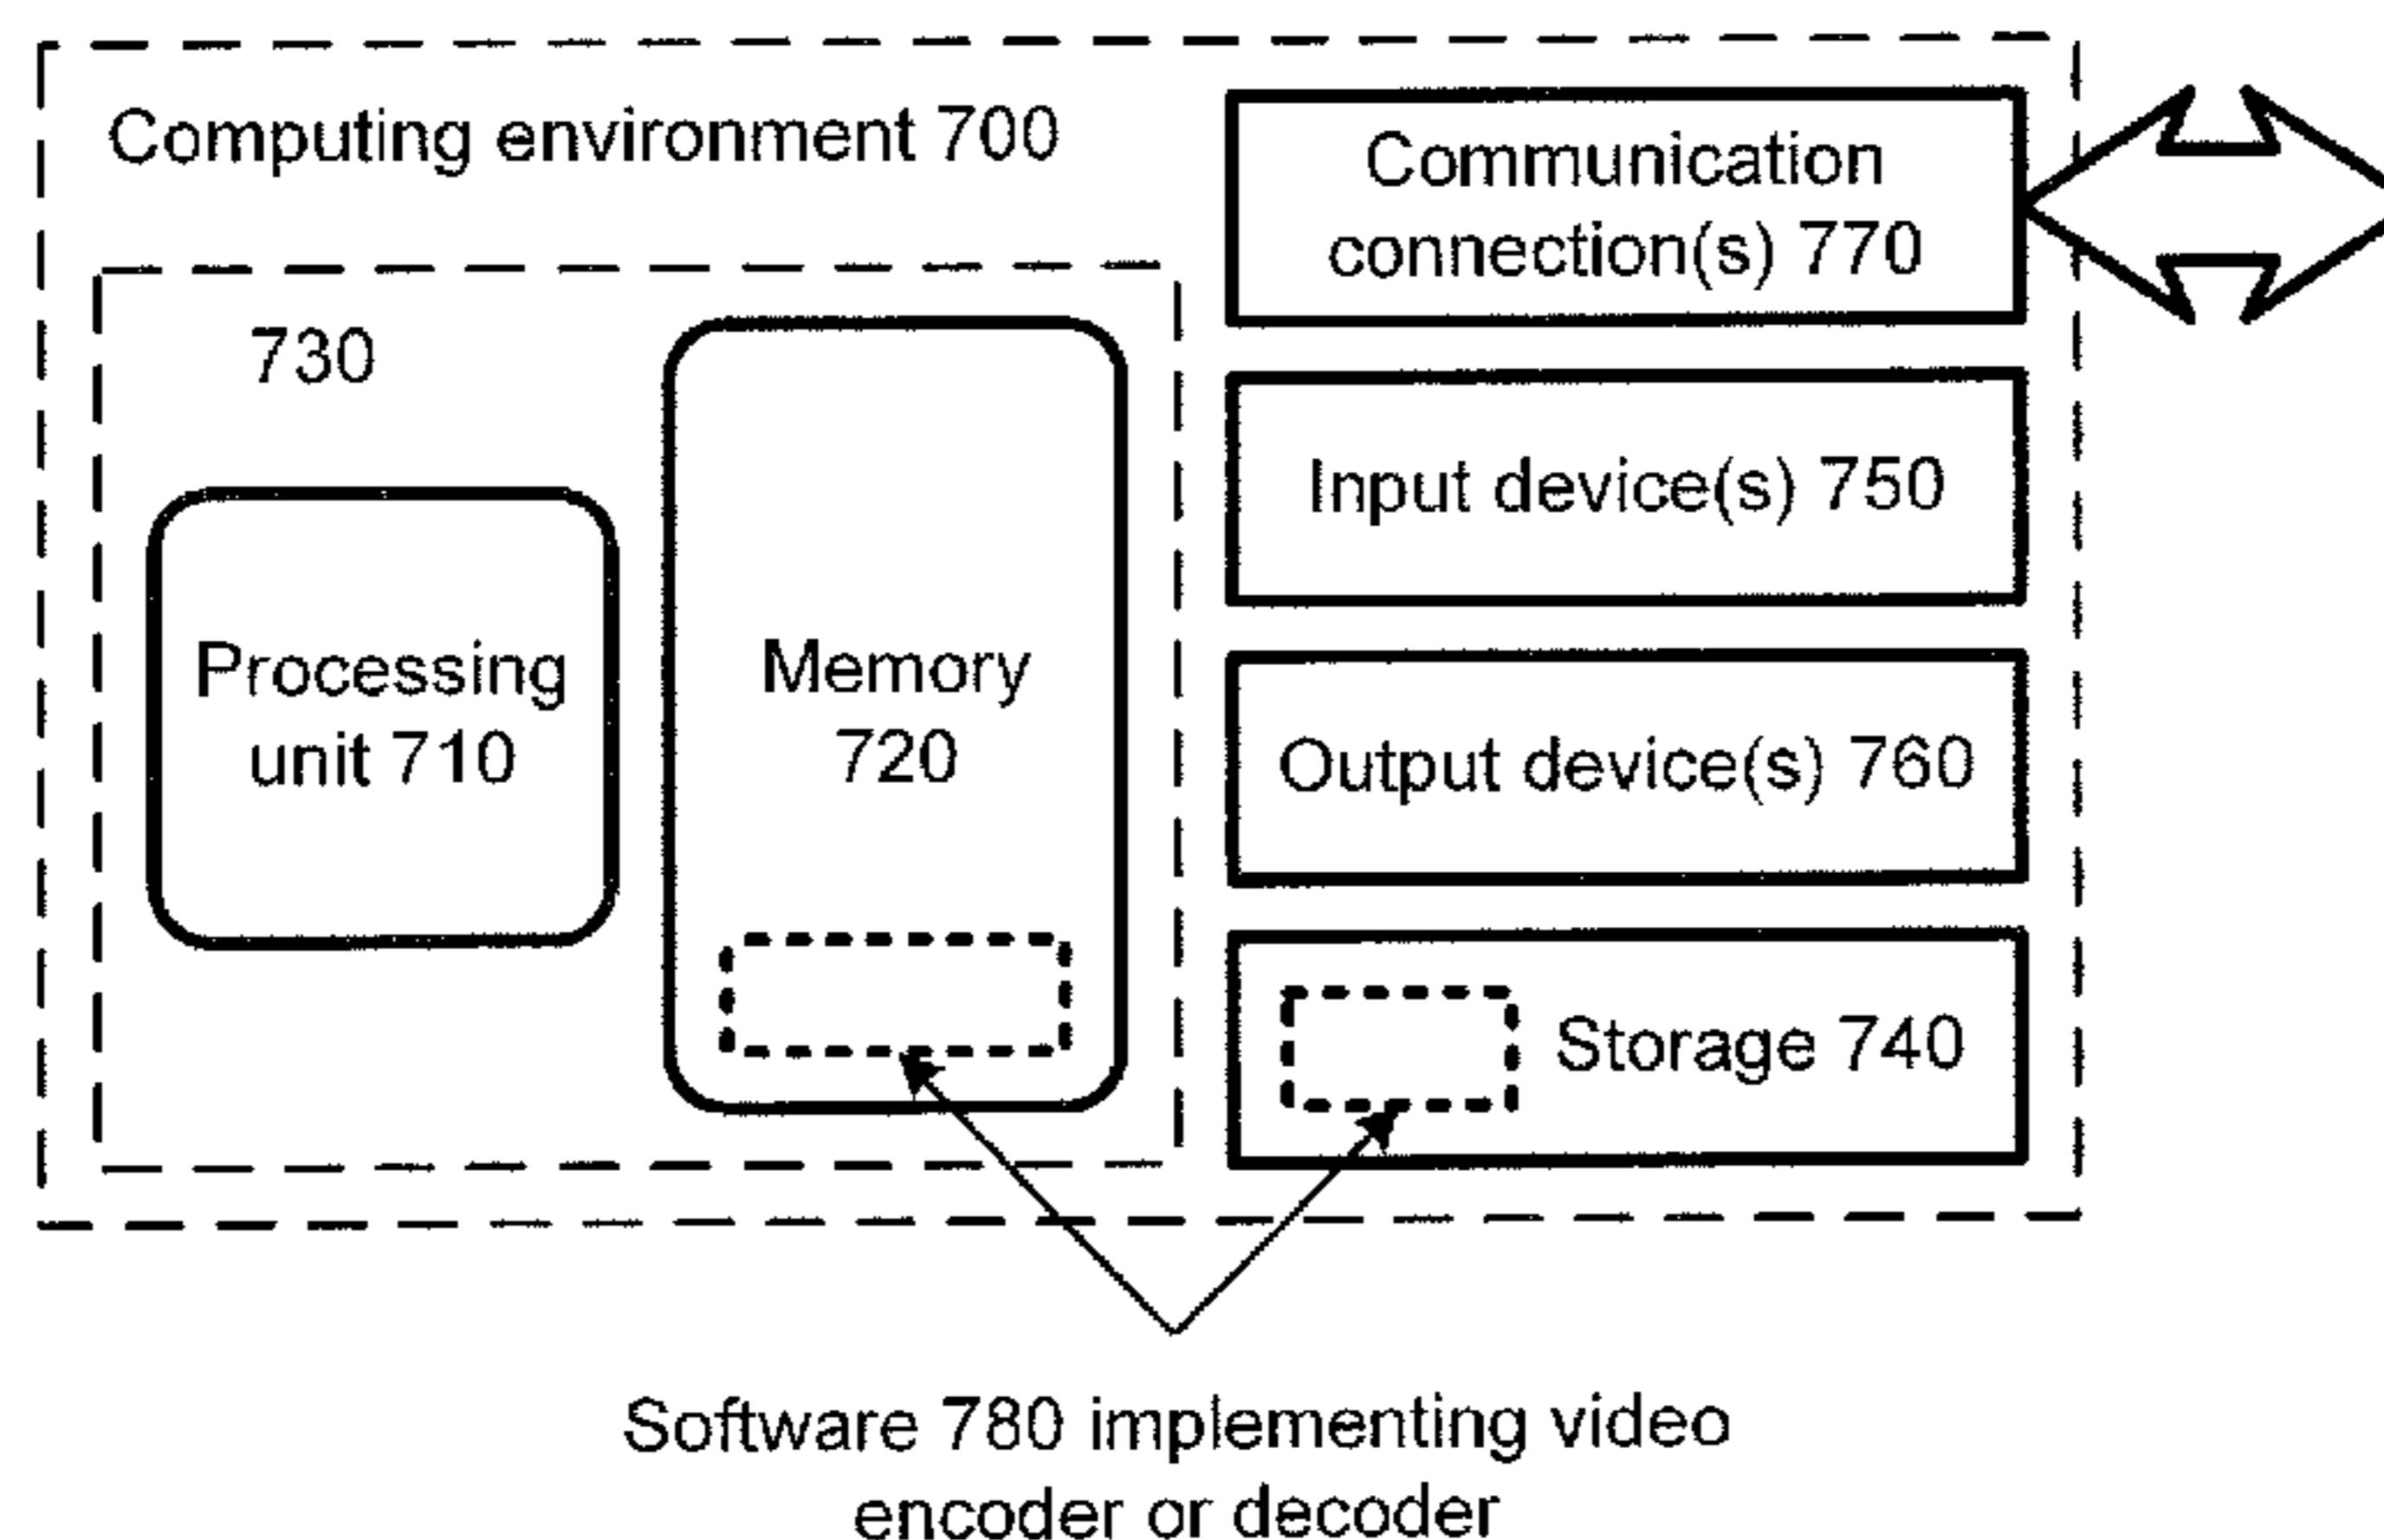 Computing environment 700
Communication
connection(s) 770
730
Input device(s) 750
Processing
unit 710
Memory
720
Output device(s) 760
Storage 740
Software 780 implementing video
encoder or decoder